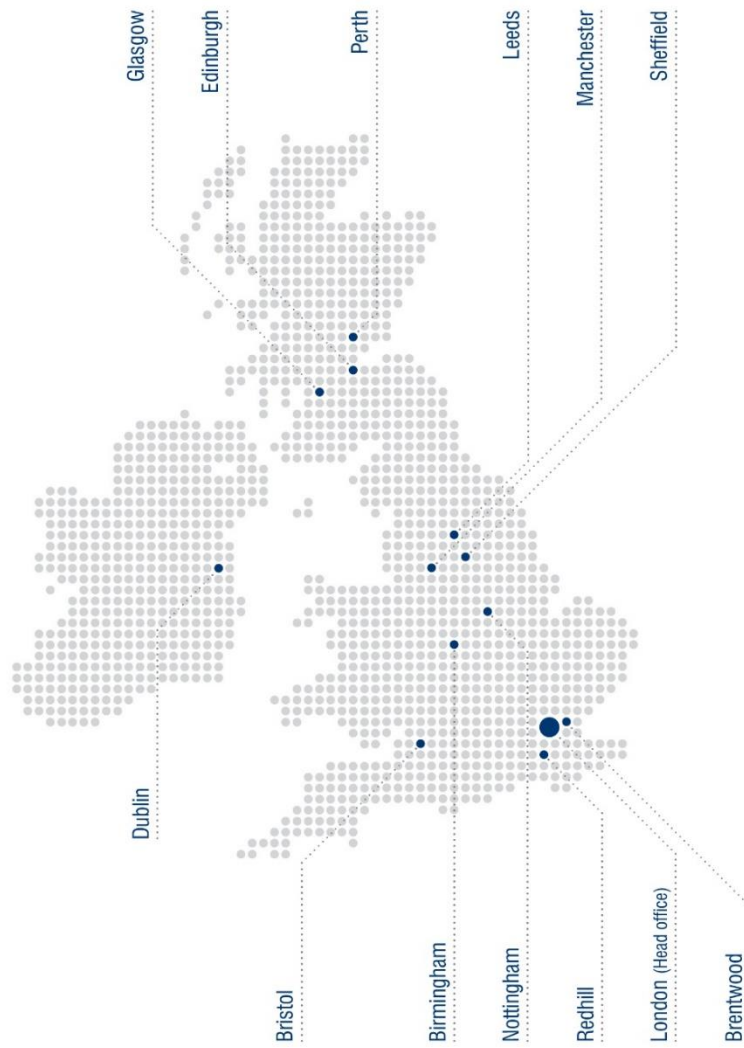 Glasgow
Edinburgh
Perth
Leeds
Manchester
Sheffield
Dublin
Bristol
Birmingham
Nottingham
Redhill
London (Head office)
Brentwood